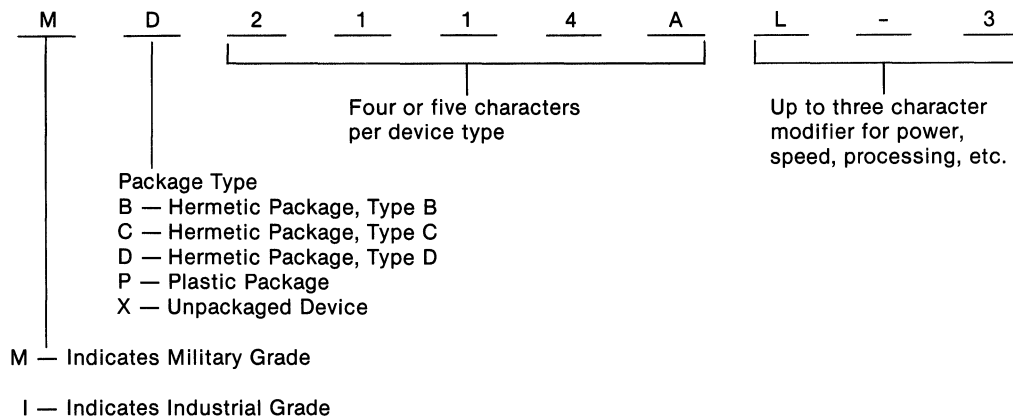 M D 2 1 1 4 A L – 3
Four or five characters
per device type
Up to three character
modifier for power,
speed, processing, etc.
Package Type
B — Hermetic Package, Type B
C — Hermetic Package, Type C
D — Hermetic Package, Type D
P — Plastic Package
X — Unpackaged Device
M — Indicates Military Grade
I — Indicates Industrial Grade